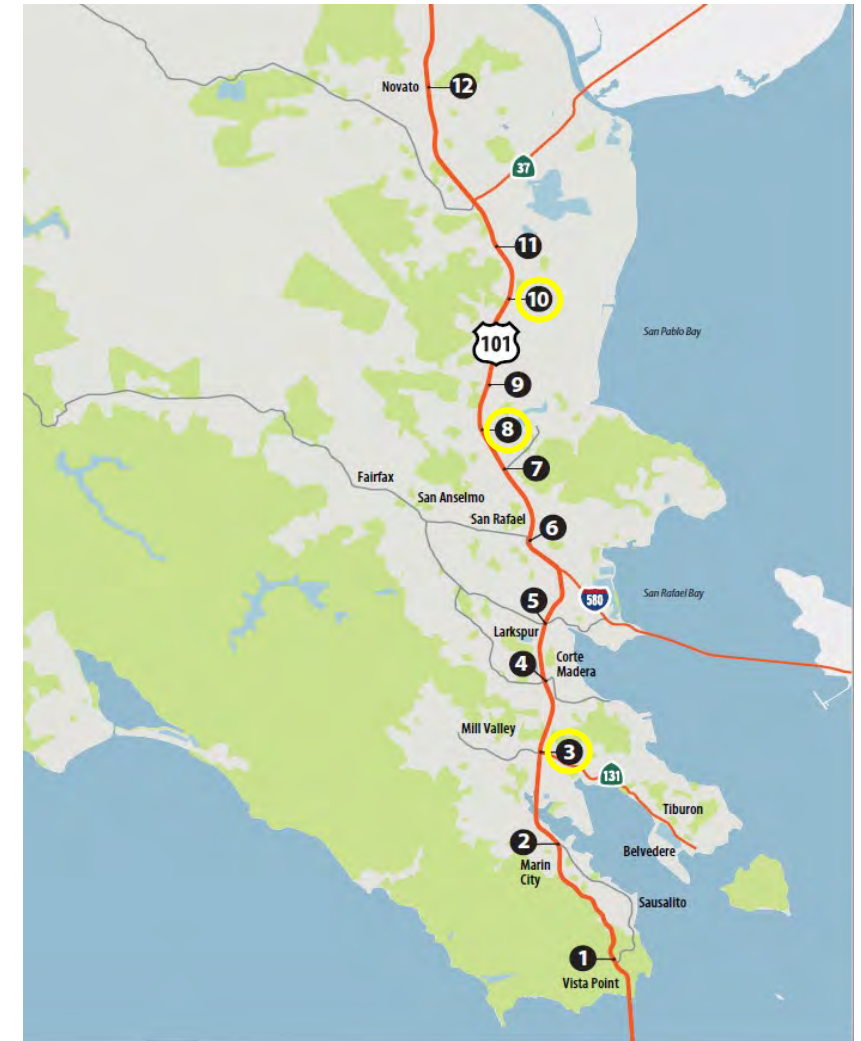 Novato
12
37
11
10
San Pablo Bay
101
9
8
7
Fairfax
San Anselmo
San Rafael
6
580
San Rafael Bay
5
Larkspur
Corte
Madera
4
Mill Valley
3
131
Tiburon
2
Belvedere
Marin
City
Sausalito
1
Vista Point